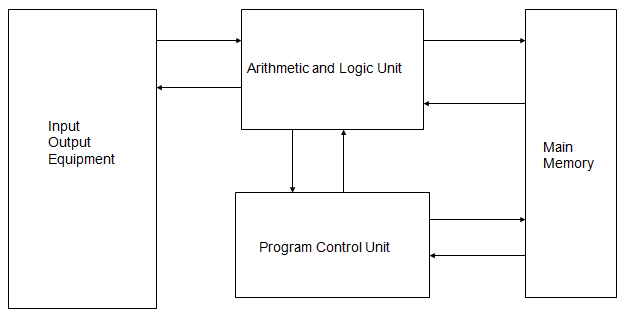 Arithmetic and Logic Unit
Input
Output
Equipment
Main
Memory
Program Control Unit